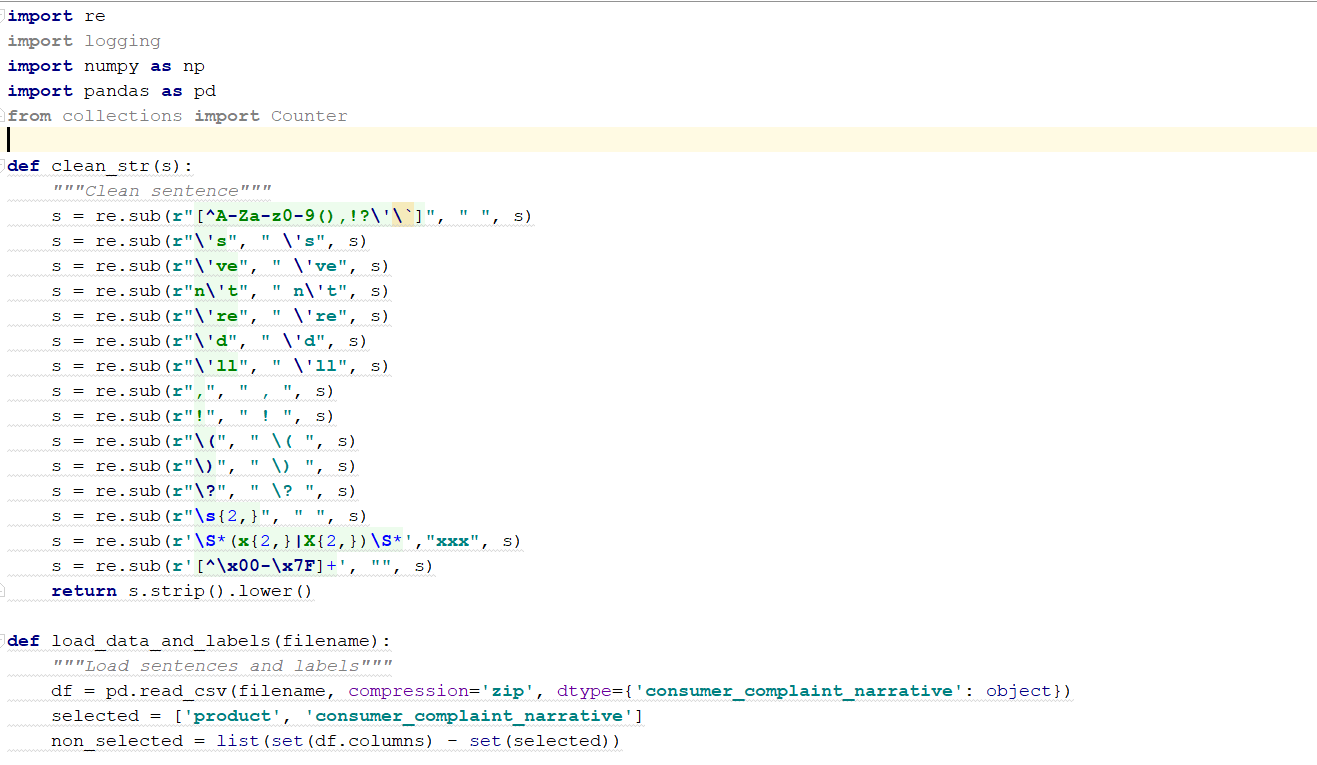 import re
import logging
import numpy as np
import pandas as pd
from collections import Counter

def clean_str(s):
    """Clean sentence"""
    s = re.sub(r"[^A-Za-z0-9(),!?\'\`]", " ", s)
    s = re.sub(r"\'s", " \'s", s)
    s = re.sub(r"\'ve", " \'ve", s)
    s = re.sub(r"n\'t", " n\'t", s)
    s = re.sub(r"\'re", " \'re", s)
    s = re.sub(r"\'d", " \'d", s)
    s = re.sub(r"\'ll", " \'ll", s)
    s = re.sub(r",", " , ", s)
    s = re.sub(r"!", " ! ", s)
    s = re.sub(r"\(", " \( ", s)
    s = re.sub(r"\)", " \) ", s)
    s = re.sub(r"\?", " \? ", s)
    s = re.sub(r"\s{2,}", " ", s)
    s = re.sub(r'\S*(x{2,}|X{2,})\S*',"xxx", s)
    s = re.sub(r'[^\x00-\x7F]+', "", s)
    return s.strip().lower()

def load_data_and_labels(filename):
    """Load sentences and labels"""
    df = pd.read_csv(filename, compression='zip', dtype={'consumer_complaint_narrative': object})
    selected = ['product', 'consumer_complaint_narrative']
    non_selected = list(set(df.columns) - set(selected))